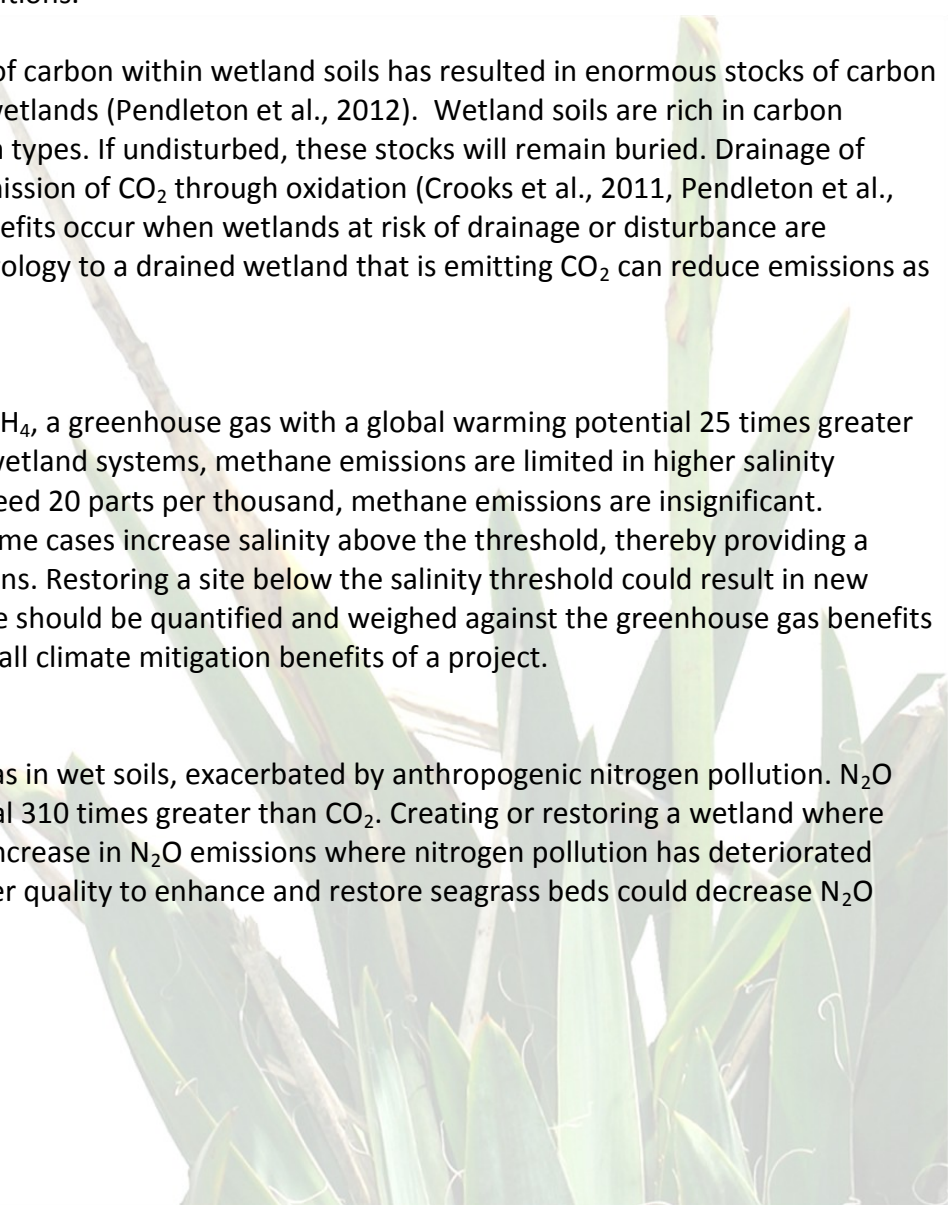 of carbon within wetland soils has resulted in enormous stocks of carbon
wetlands (Pendleton et al., 2012).  Wetland soils are rich in carbon
types. If undisturbed, these stocks will remain buried. Drainage of
ission of CO₂ through oxidation (Crooks et al., 2011, Pendleton et al.,
efits occur when wetlands at risk of drainage or disturbance are
ology to a drained wetland that is emitting CO₂ can reduce emissions as
H₄, a greenhouse gas with a global warming potential 25 times greater
wetland systems, methane emissions are limited in higher salinity
eed 20 parts per thousand, methane emissions are insignificant.
me cases increase salinity above the threshold, thereby providing a
ns. Restoring a site below the salinity threshold could result in new
e should be quantified and weighed against the greenhouse gas benefits
all climate mitigation benefits of a project.
as in wet soils, exacerbated by anthropogenic nitrogen pollution. N₂O
al 310 times greater than CO₂. Creating or restoring a wetland where
ncrease in N₂O emissions where nitrogen pollution has deteriorated
er quality to enhance and restore seagrass beds could decrease N₂O